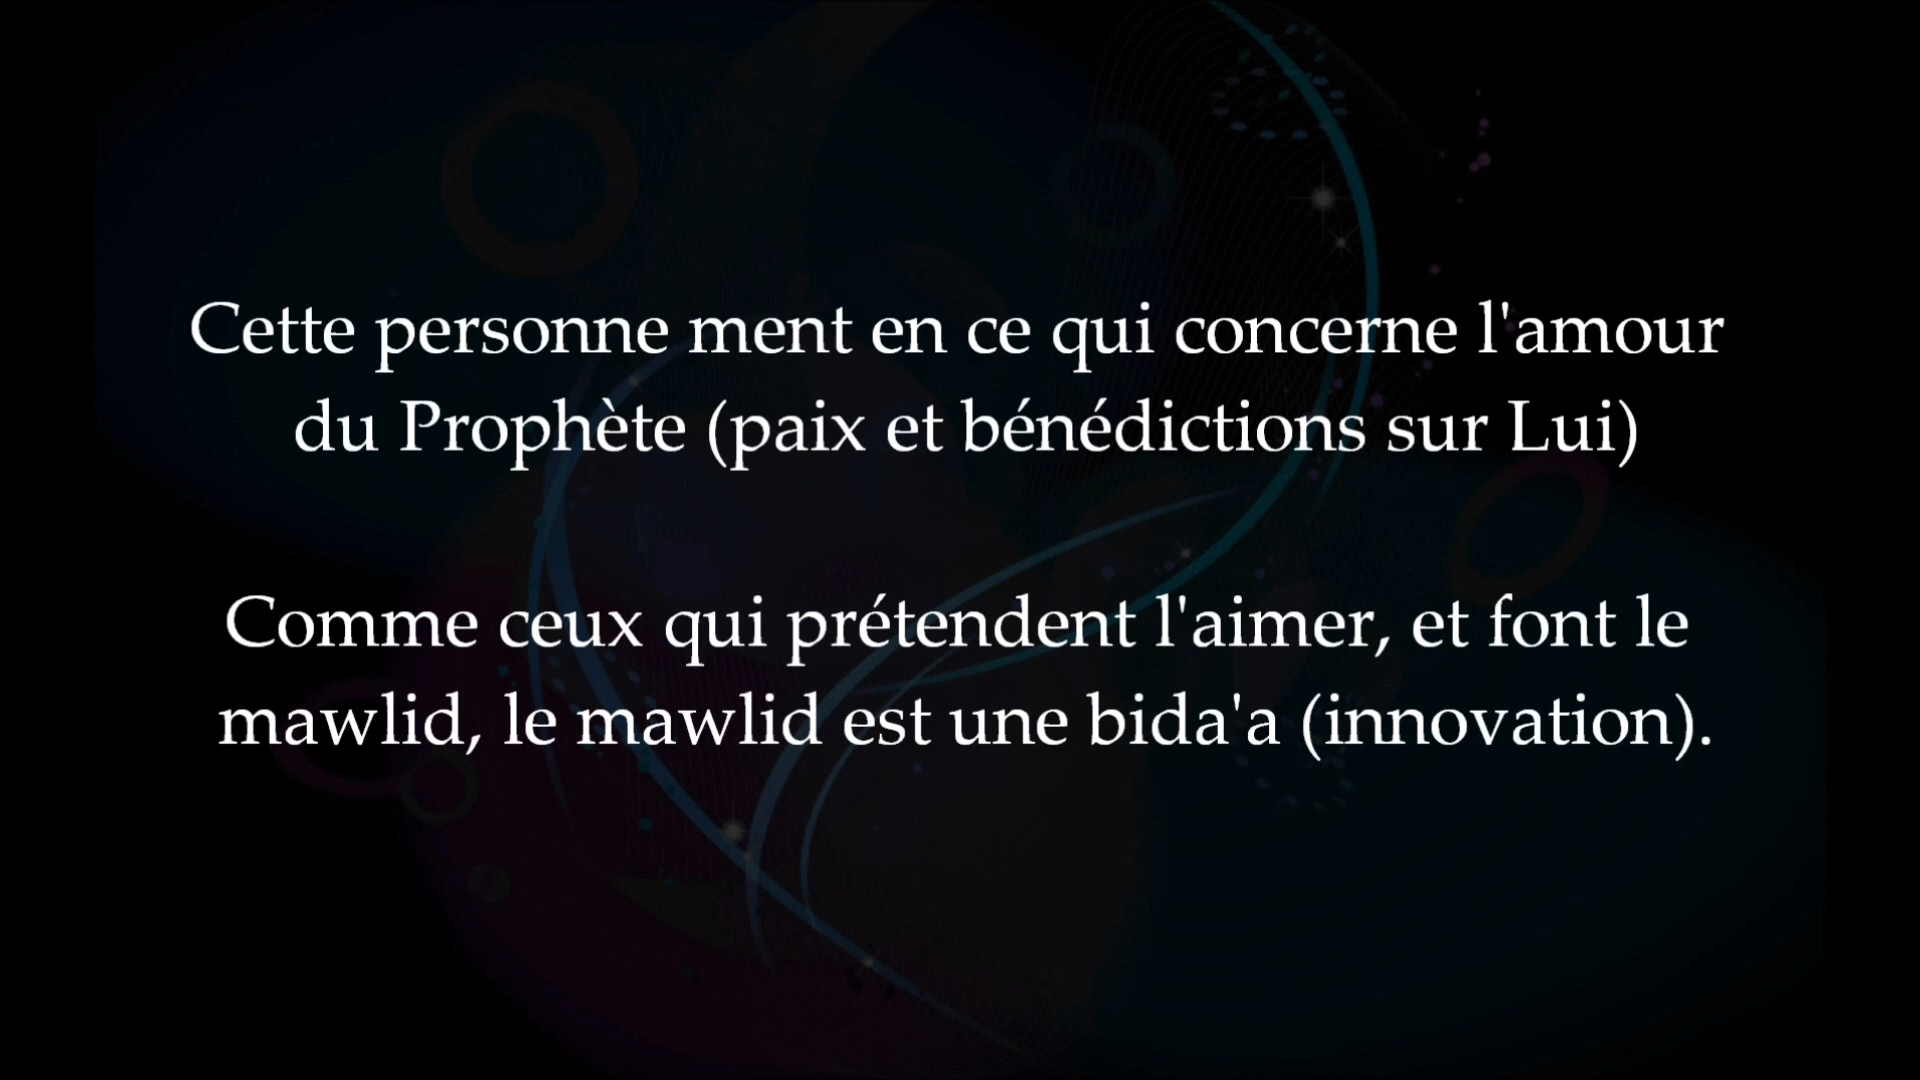 Cette personne ment en ce qui concerne l'amour
du Prophète (paix et bénédictions sur Lui)
Comme ceux qui prétendent l'aimer, et font le
mawlid, le mawlid est une bida'a (innovation).